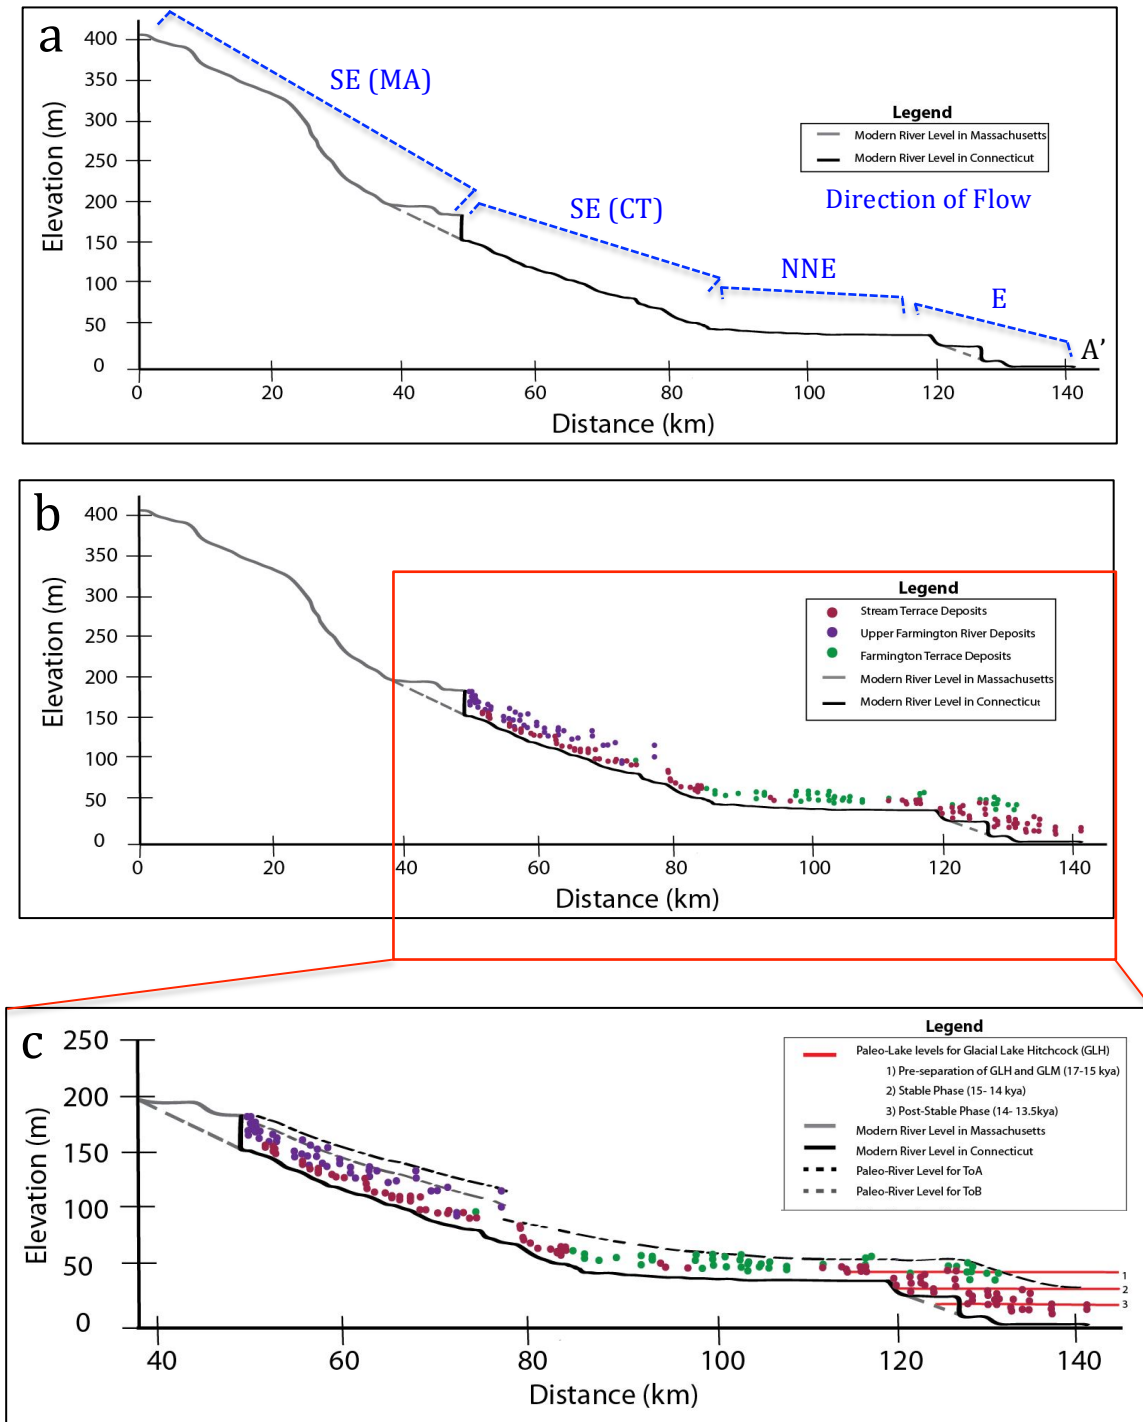 a
400
350
300
250
200
150
100
50
0
Elevation (m)
SE (MA)
SE (CT)
NNE
E
A’
Legend
Modern River Level in Massachusetts
Modern River Level in Connecticut
Direction of Flow
0 20 40 60 80 100 120 140
Distance (km)
b
400
350
300
250
200
150
100
50
0
Elevation (m)
Legend
Stream Terrace Deposits
Upper Farmington River Deposits
Farmington Terrace Deposits
Modern River Level in Massachusetts
Modern River Level in Connecticut
0 20 40 60 80 100 120 140
Distance (km)
c
250
200
150
100
50
0
Elevation (m)
Legend
Paleo-Lake levels for Glacial Lake Hitchcock (GLH)
1) Pre-separation of GLH and GLM (17-15 kya)
2) Stable Phase (15- 14 kya)
3) Post-Stable Phase (14- 13.5kya)
Modern River Level in Massachusetts
Modern River Level in Connecticut
Paleo-River Level for ToA
Paleo-River Level for ToB
1
2
3
40 60 80 100 120 140
Distance (km)